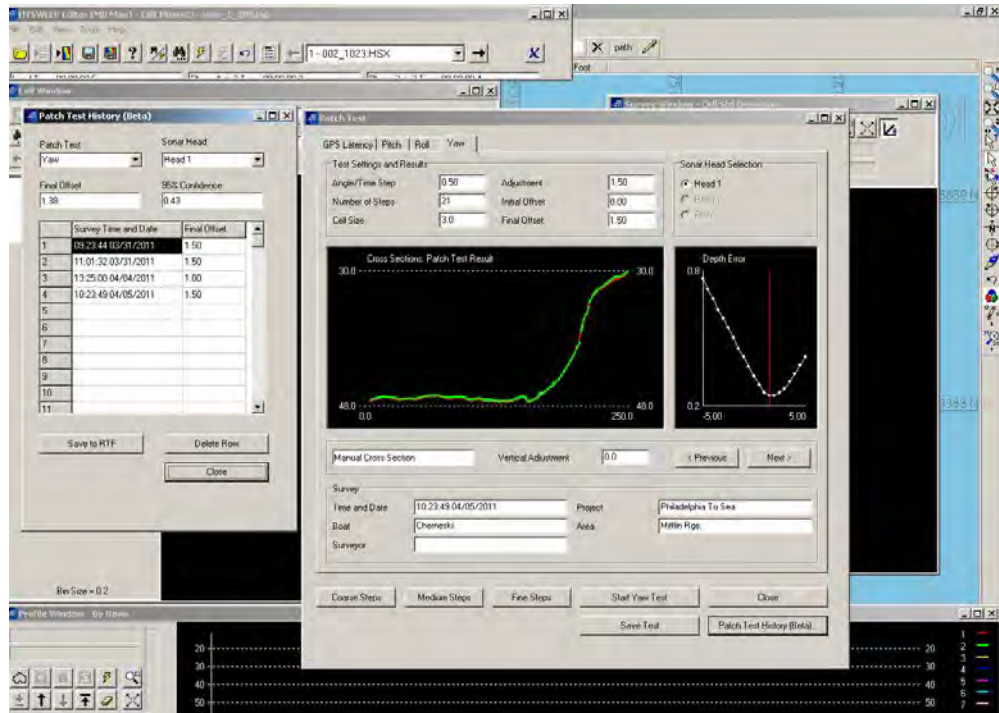 File Edit View Tools Help
1 - 002_1023.HSX
path
Foot
Cell Window
Patch Test History (Beta)
Patch Test
Sonar Head
Yaw
Head 1
Final Offset
95% Confidence
1.38
0.43
Survey Time and Date Final Offset
1 09:23:44 03/31/2011 1.50
2 11:01:32 03/31/2011 1.50
3 13:25:00 04/04/2011 1.00
4 10:23:49 04/05/2011 1.50
5
6
7
8
9
10
11
Save to RTF
Delete Row
Close
Bin Size = 0.2
Patch Test
GPS Latency Pitch Roll Yaw
Test Settings and Results
Angle/Time Step 0.50 Adjustment 1.50
Number of Steps 21 Initial Offset 0.00
Cell Size 3.0 Final Offset 1.50
Sonar Head Selection
Head 1
Cross Sections: Patch Test Result
30.0 30.0
48.0 48.0
0.0 250.0
Depth Error
0.8
0.2
-5.00 5.00
Manual Cross Section Vertical Adjustment 0.0 < Previous Next >
Survey
Time and Date 10:23:49 04/05/2011 Project Philadelphia To Sea
Boat Chemeski Area Mifflin Rge.
Surveyor
Coarse Steps Medium Steps Fine Steps Start Yaw Test Close
Save Test Patch Test History (Beta)...
Profile Window - By Rows
20 20
30 30
40 40
50 50
1
2
3
4
5
6
7